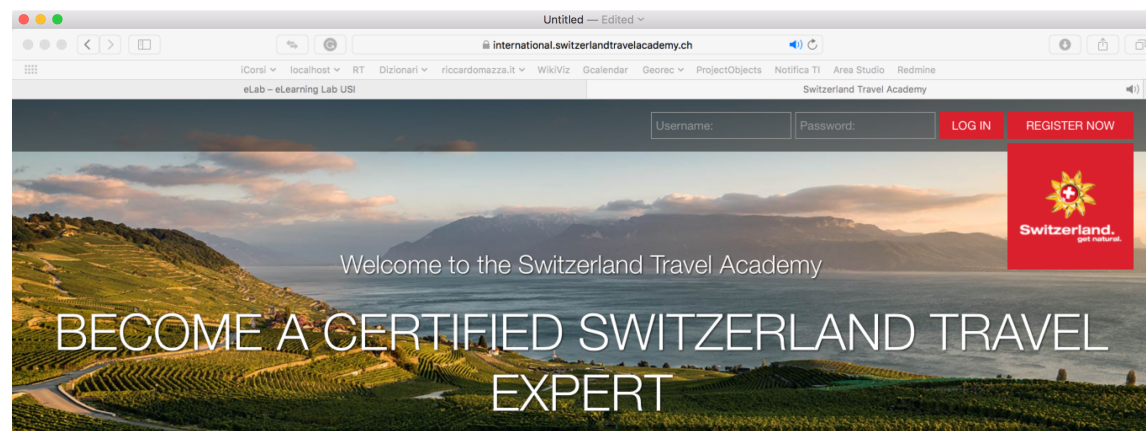 Untitled — Edited
international.switzerlandtravelacademy.ch
iCorsi localhost RT Dizionari riccardomazza.it WikiViz Gcalendar Georec ProjectObjects Notifica TI Area Studio Redmine
eLab – eLearning Lab USI Switzerland Travel Academy
Username: Password: LOG IN REGISTER NOW
Switzerland.
get natural.
Welcome to the Switzerland Travel Academy
BECOME A CERTIFIED SWITZERLAND TRAVEL
EXPERT